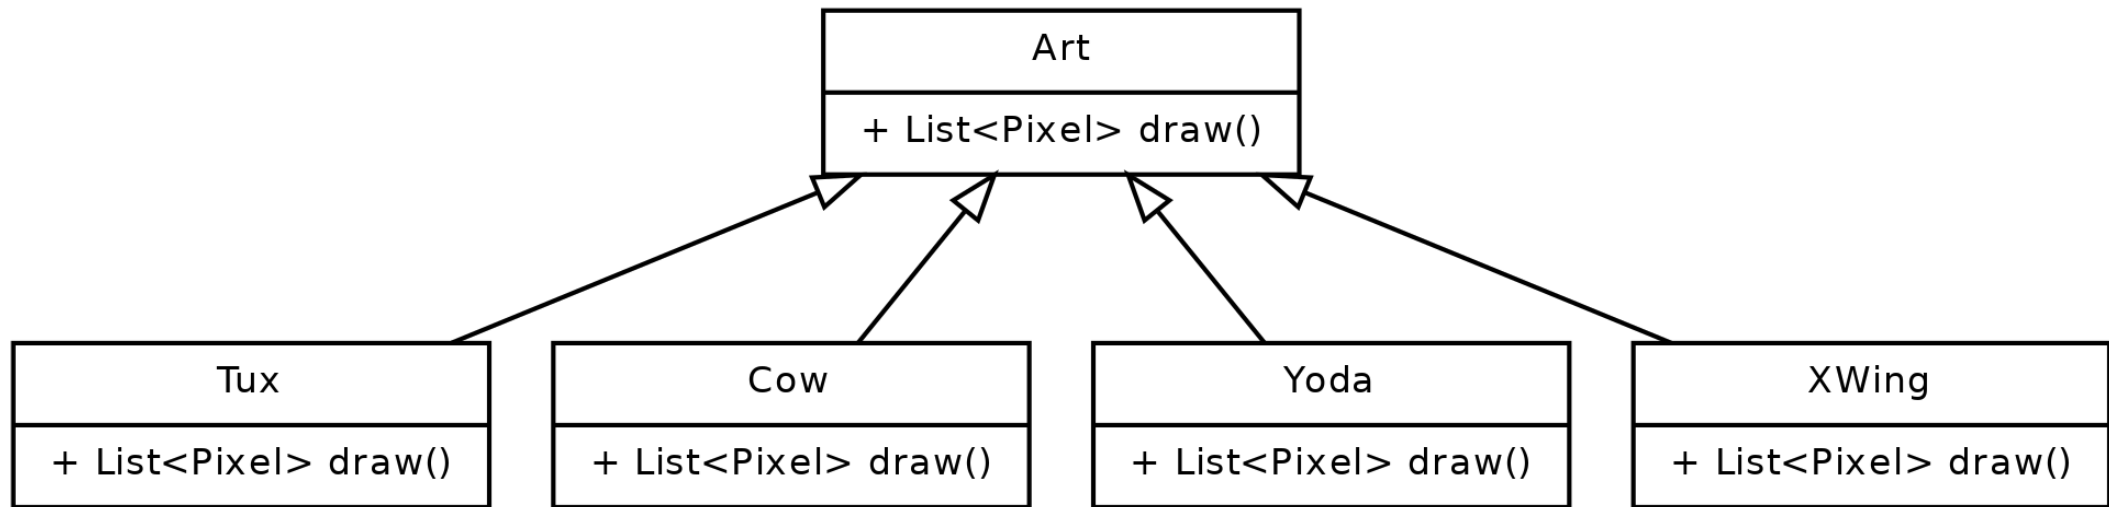 Art
+ List<Pixel> draw()
Tux
+ List<Pixel> draw()
Cow
+ List<Pixel> draw()
Yoda
+ List<Pixel> draw()
XWing
+ List<Pixel> draw()